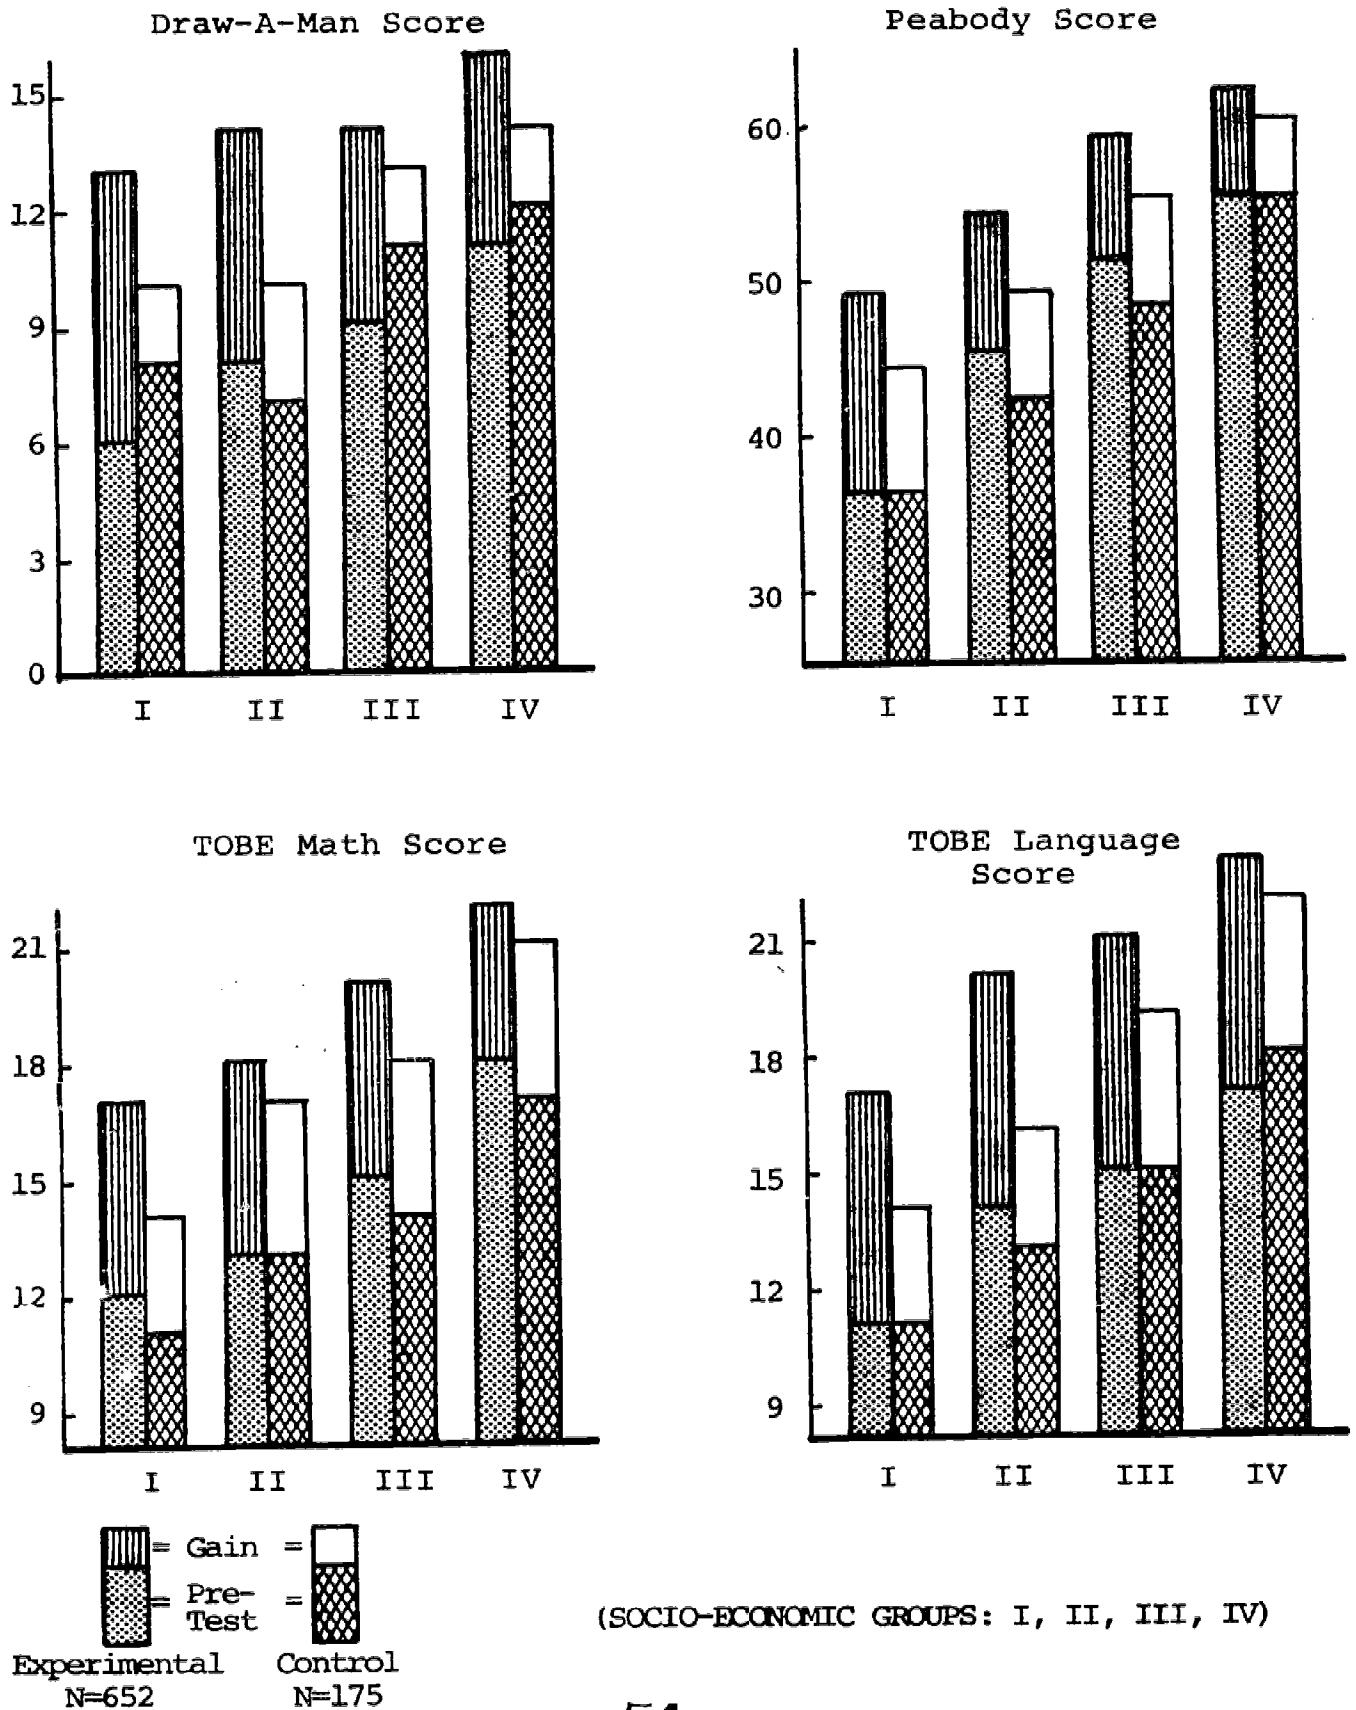 Draw-A-Man Score
15
12
9
6
3
0
I II III IV
Peabody Score
60
50
40
30
I II III IV
TOBE Math Score
21
18
15
12
9
I II III IV
TOBE Language
Score
21
18
15
12
9
I II III IV
= Gain =
= Pre-
Test =
Experimental Control
N=652 N=175
(SOCIO-ECONOMIC GROUPS: I, II, III, IV)